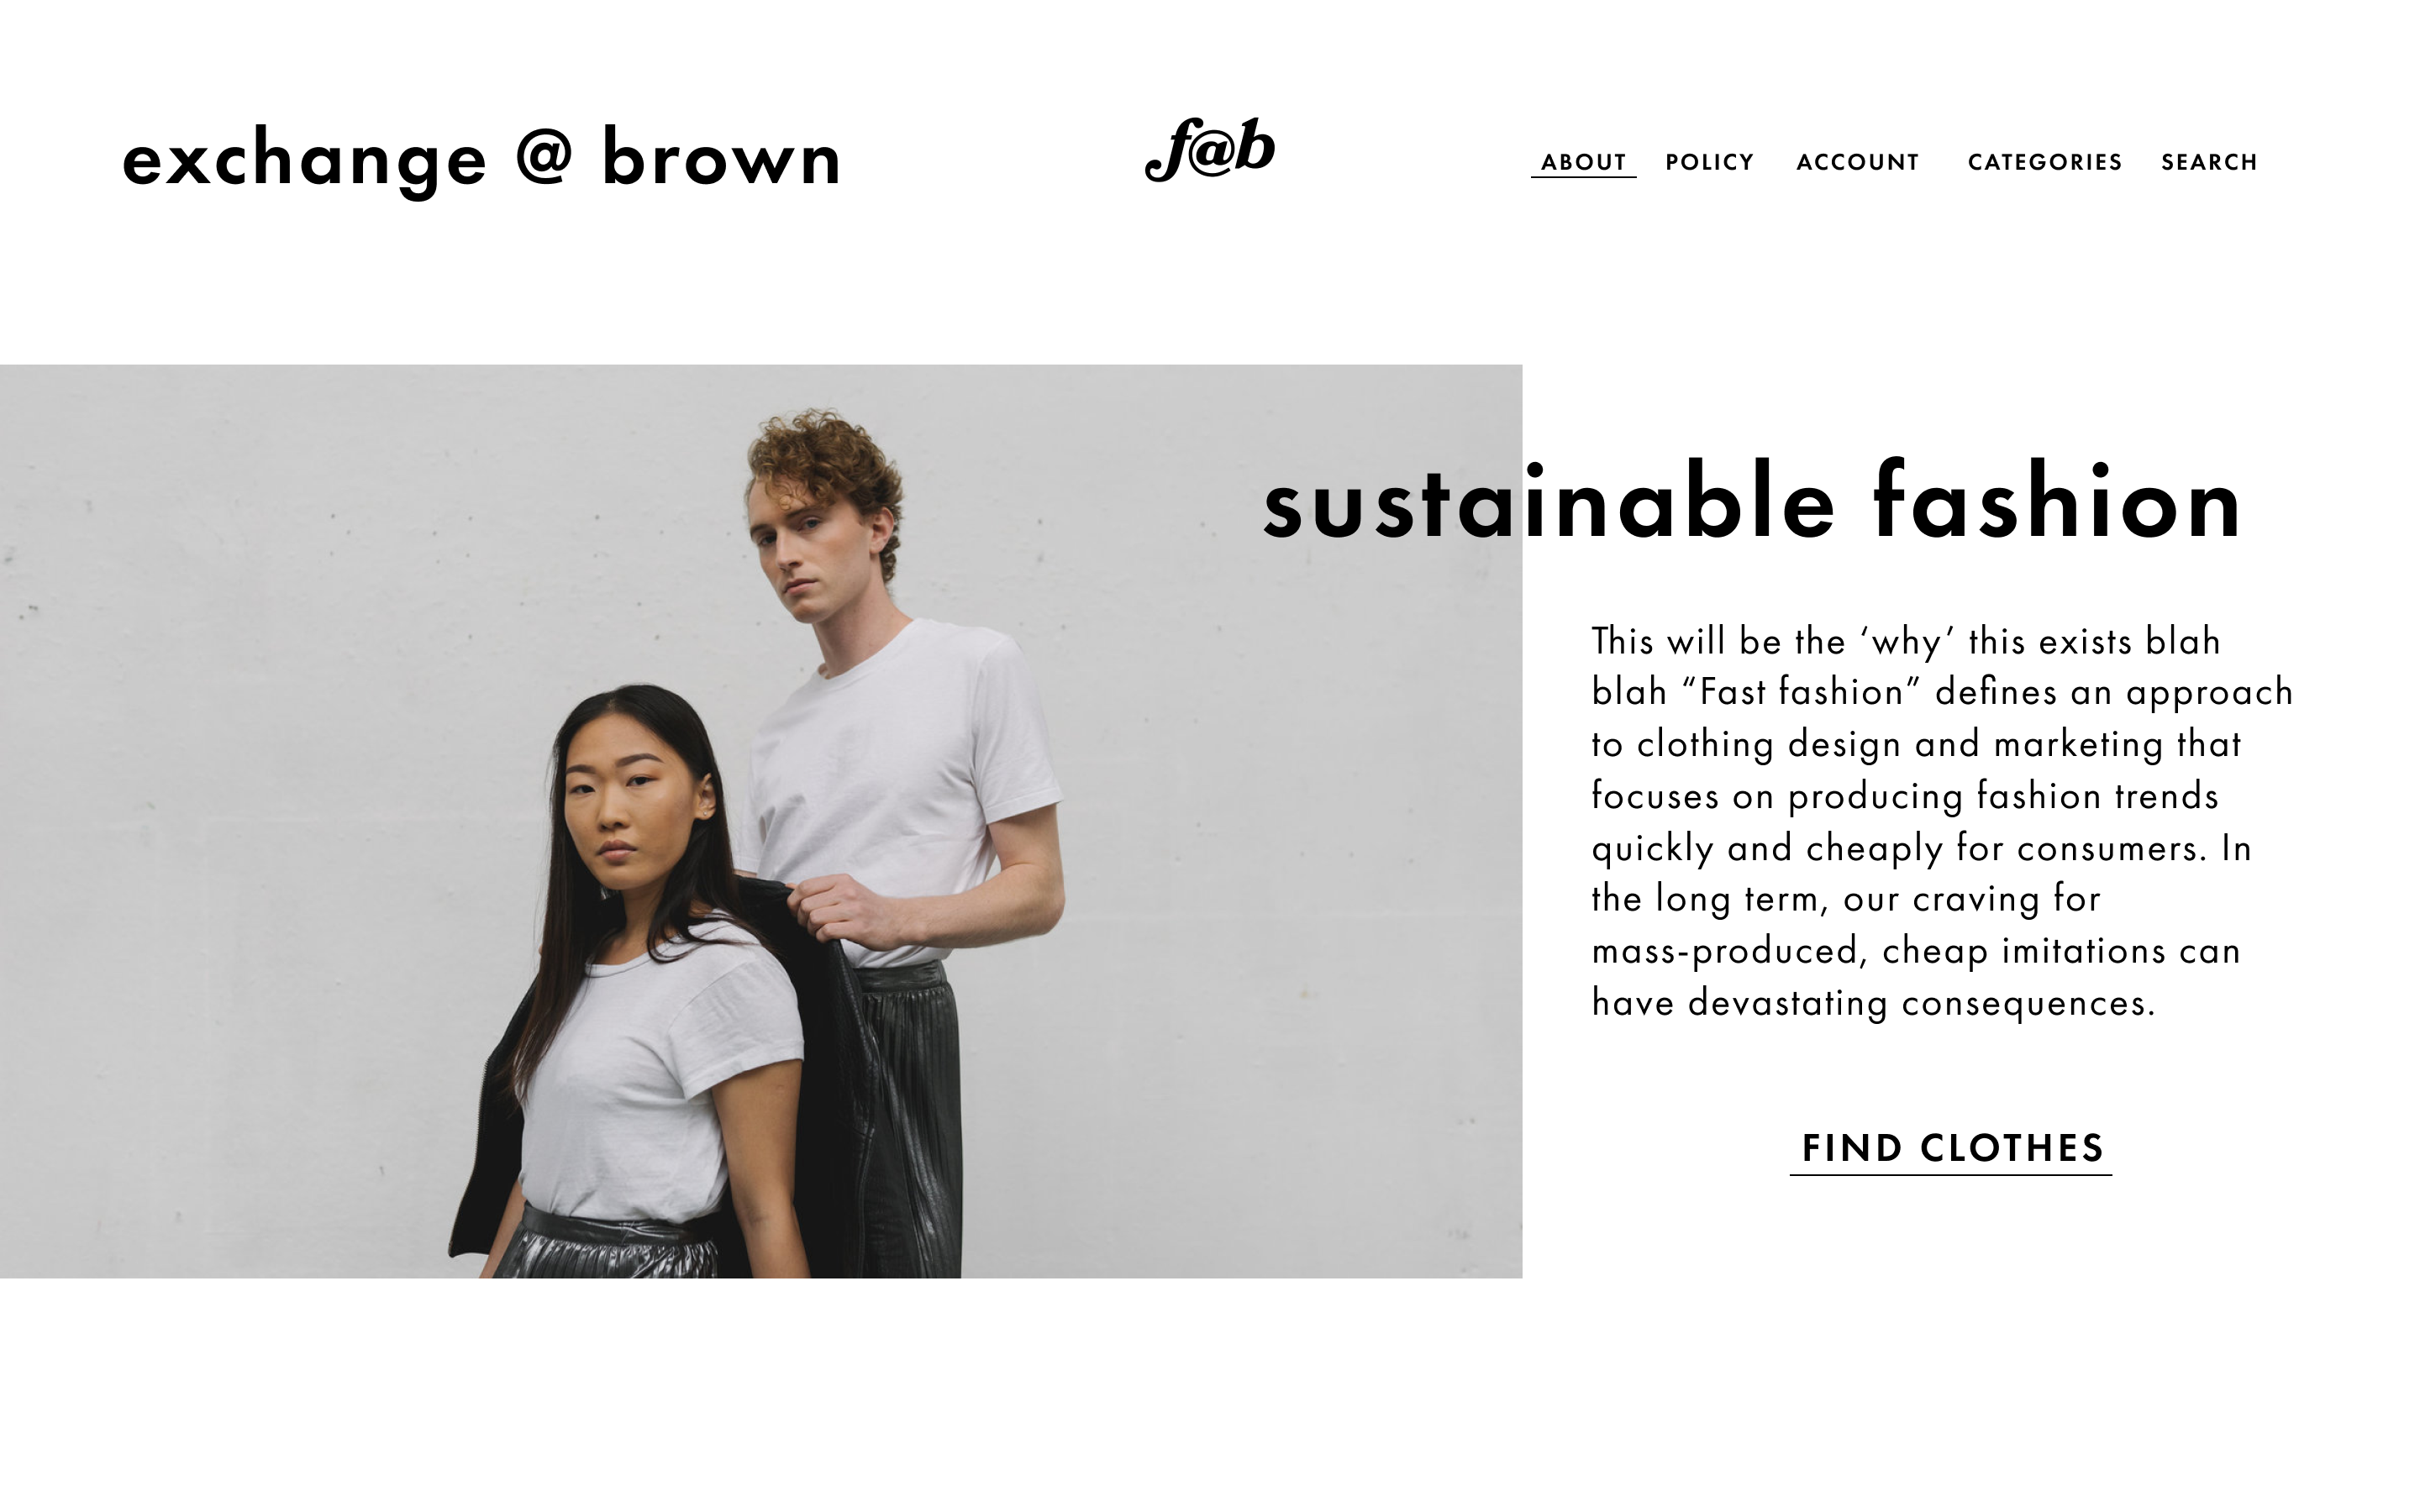 exchange @ brown
f@b
ABOUT POLICY ACCOUNT CATEGORIES SEARCH
sustainable fashion
This will be the ‘why’ this exists blah
blah “Fast fashion” defines an approach
to clothing design and marketing that
focuses on producing fashion trends
quickly and cheaply for consumers. In
the long term, our craving for
mass-produced, cheap imitations can
have devastating consequences.
FIND CLOTHES